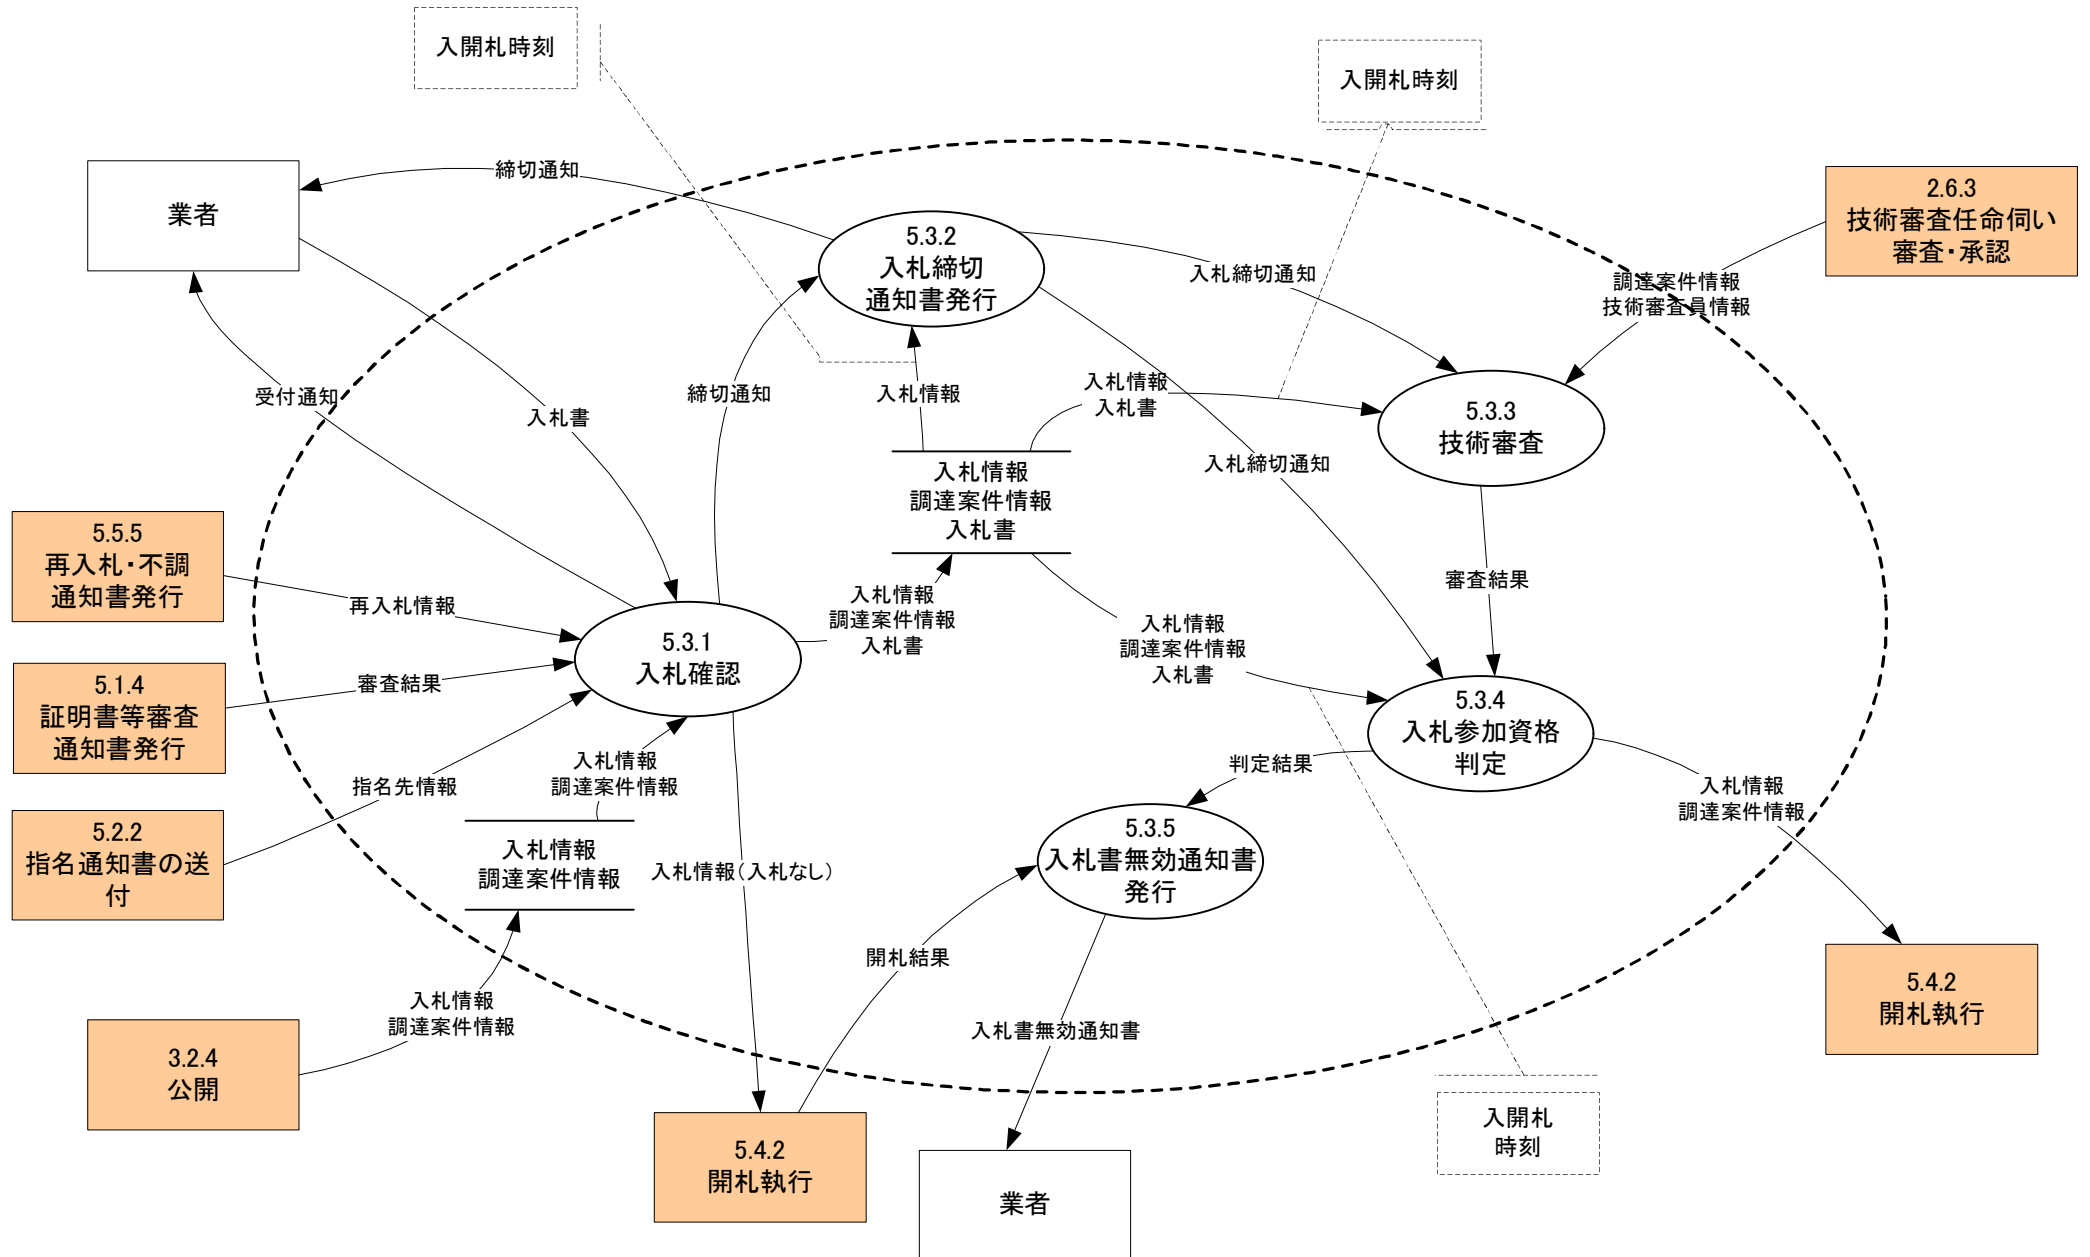 入開札時刻
入開札時刻
締切通知
業者
2.6.3
技術審査任命伺い
審査・承認
5.3.2
入札締切
通知書発行
入札締切通知
調達案件情報
技術審査員情報
受付通知
入札書
締切通知
入札情報
入札情報
入札書
5.3.3
技術審査
入札情報
調達案件情報
入札書
入札締切通知
5.5.5
再入札・不調
通知書発行
再入札情報
審査結果
入札情報
調達案件情報
入札書
入札情報
調達案件情報
入札書
5.3.1
入札確認
5.1.4
証明書等審査
通知書発行
審査結果
5.3.4
入札参加資格
判定
入札情報
調達案件情報
指名先情報
判定結果
入札情報
調達案件情報
5.2.2
指名通知書の送
付
入札情報
調達案件情報
入札情報(入札なし)
5.3.5
入札書無効通知書
発行
開札結果
入札情報
調達案件情報
5.4.2
開札執行
入札書無効通知書
3.2.4
公開
5.4.2
開札執行
入開札
時刻
業者